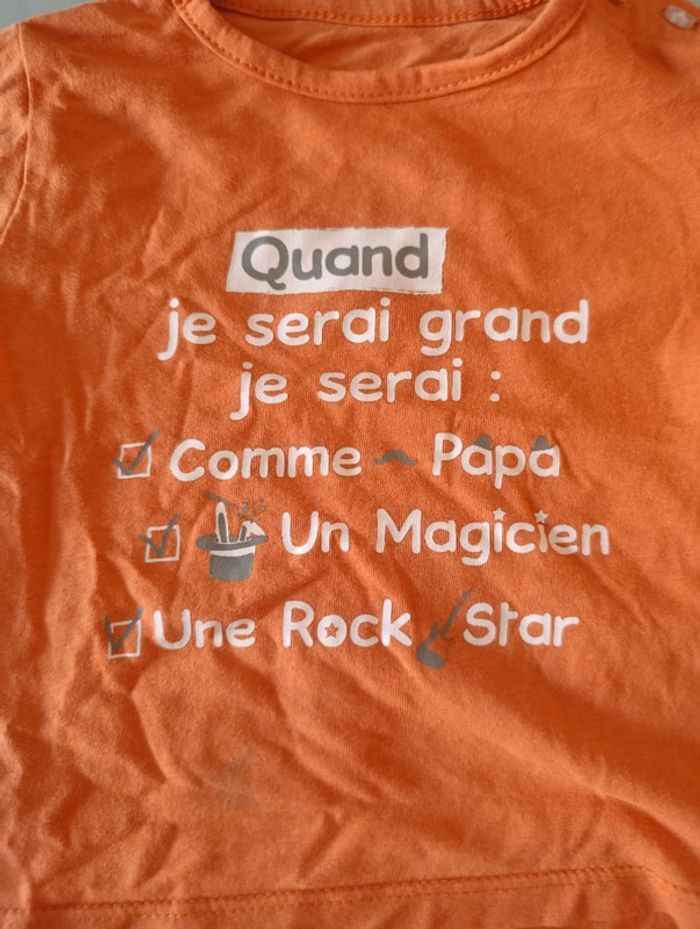 Quand
je serai grand
je serai :
Comme Papa
Un Magicien
Une Rock Star